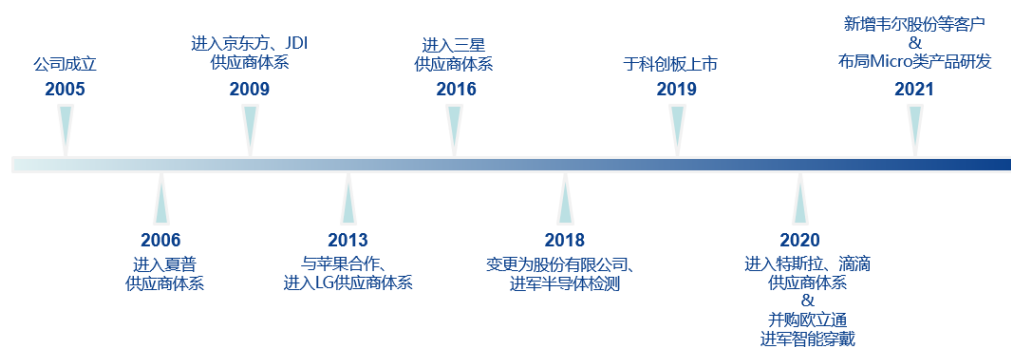 公司成立
2005
进入京东方、JDI
供应商体系
2009
进入三星
供应商体系
2016
于科创板上市
2019
新增韦尔股份等客户
&
布局Micro类产品研发
2021
2006
进入夏普
供应商体系
2013
与苹果合作、
进入LG供应商体系
2018
变更为股份有限公司、
进军半导体检测
2020
进入特斯拉、滴滴
供应商体系
&
并购欧立通
进军智能穿戴